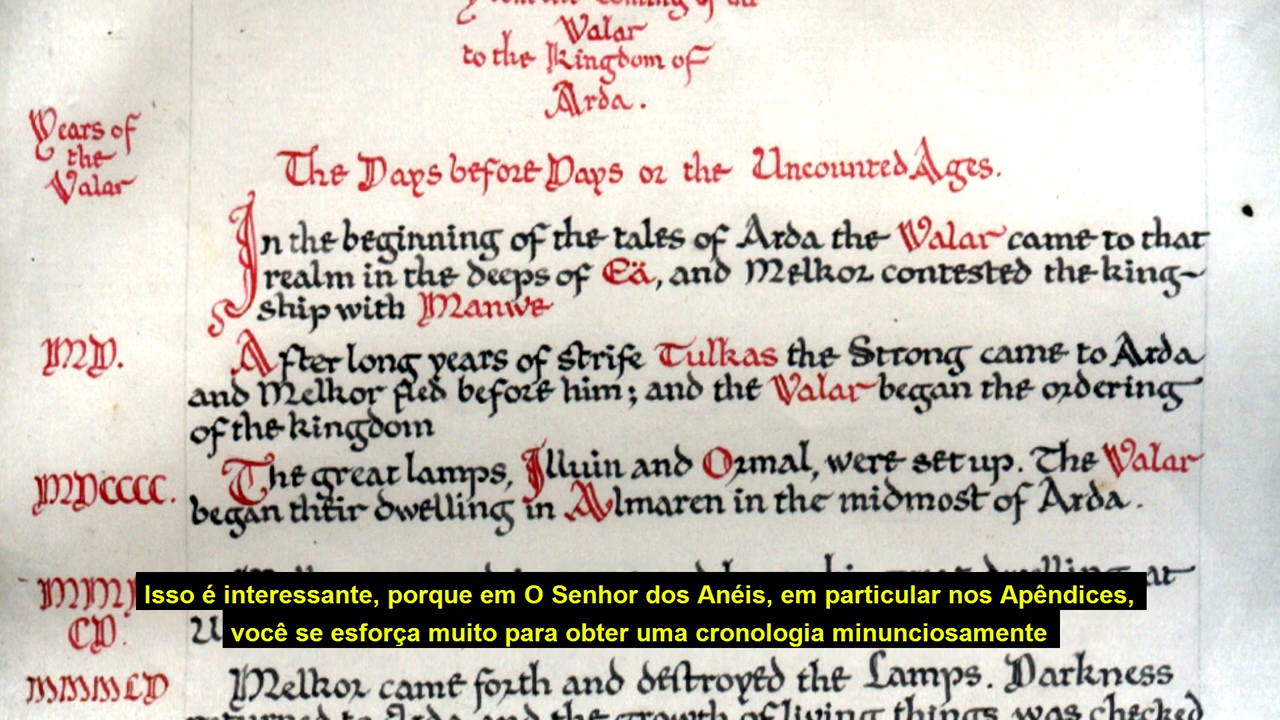 Valar
to the Kingdom of
Arda.
Years of
the
Valar
The Days before Days or the Uncounted Ages.
In the beginning of the tales of Arda the Valar came to that
realm in the deeps of Eä, and Melkor contested the king-
ship with Manwe
MD.
After long years of strife Tulkas the Strong came to Arda
and Melkor fled before him; and the Valar began the ordering
of the kingdom
MDCCCC.
The great lamps, Illuin and Ormal, were set up. The Valar
began their dwelling in Almaren in the midmost of Arda.
CD.
Isso é interessante, porque em O Senhor dos Anéis, em particular nos Apêndices,
você se esforça muito para obter uma cronologia minunciosamente
Melkor came forth and destroyed the Lamps. Darkness